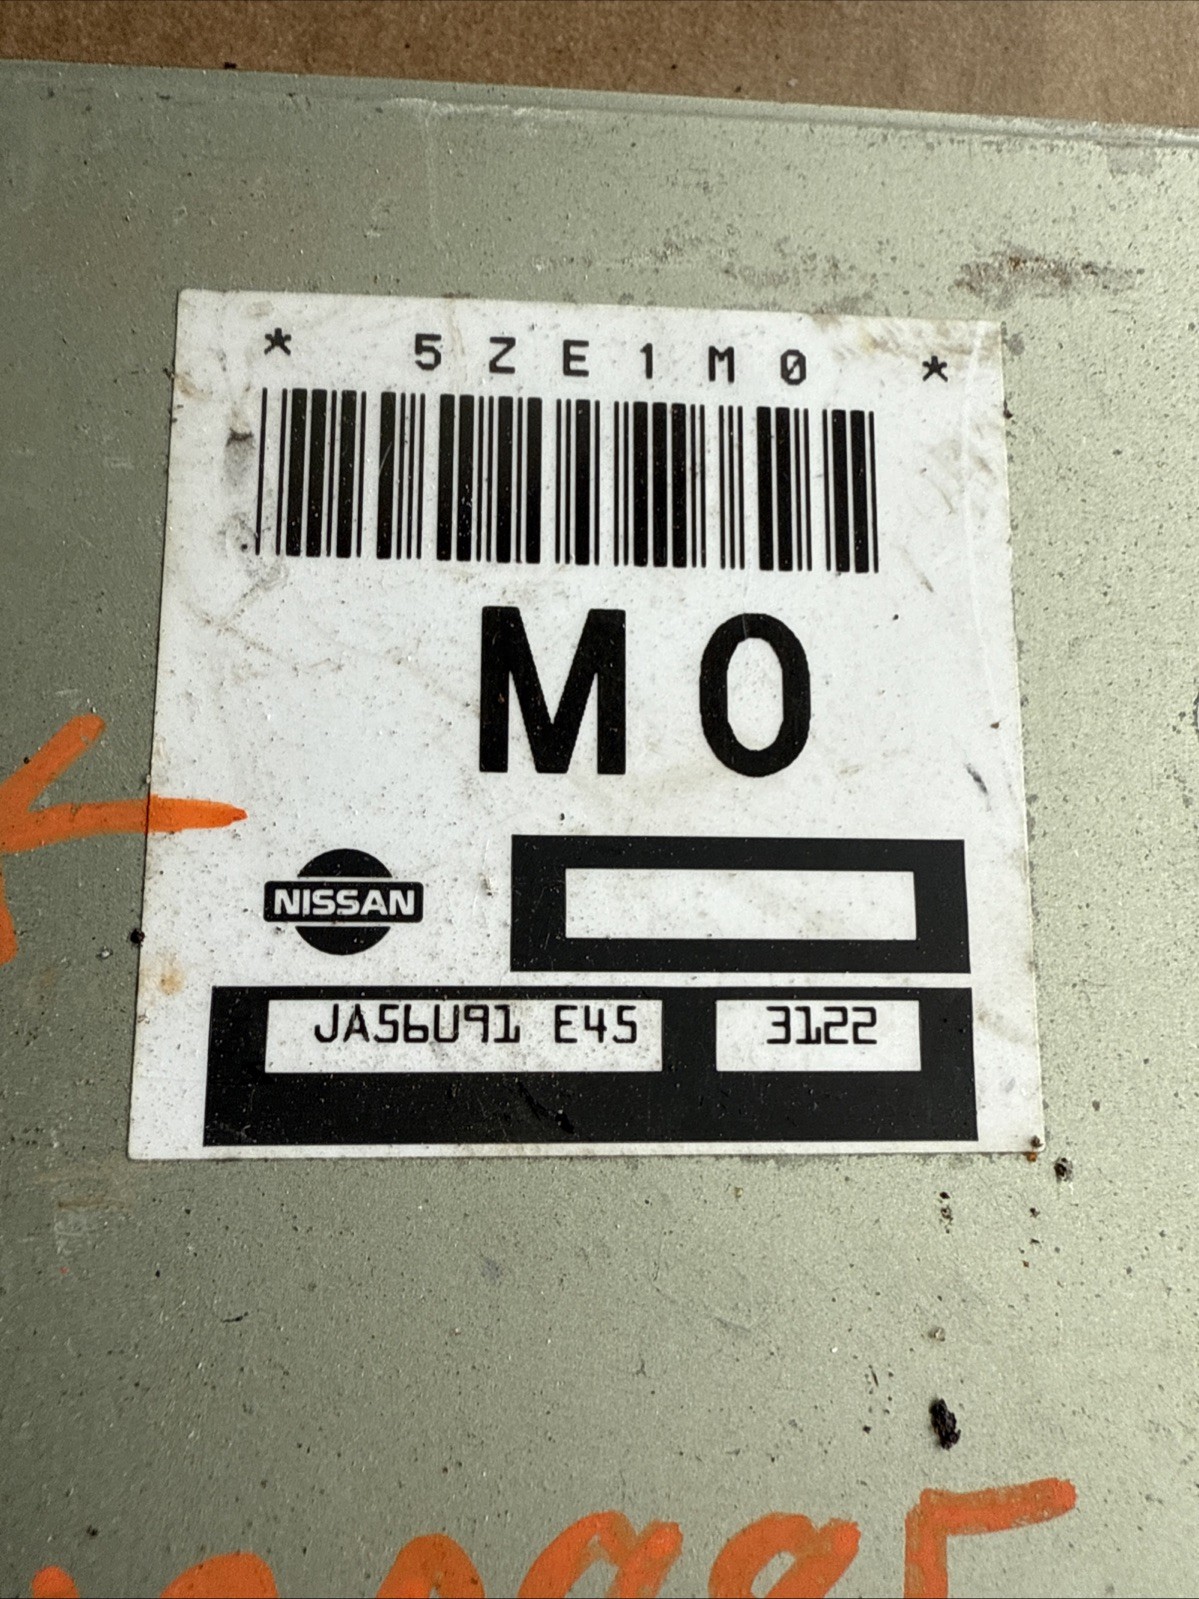 * 5ZE1M0 *
M0
NISSAN
JA56U91 E45 3122